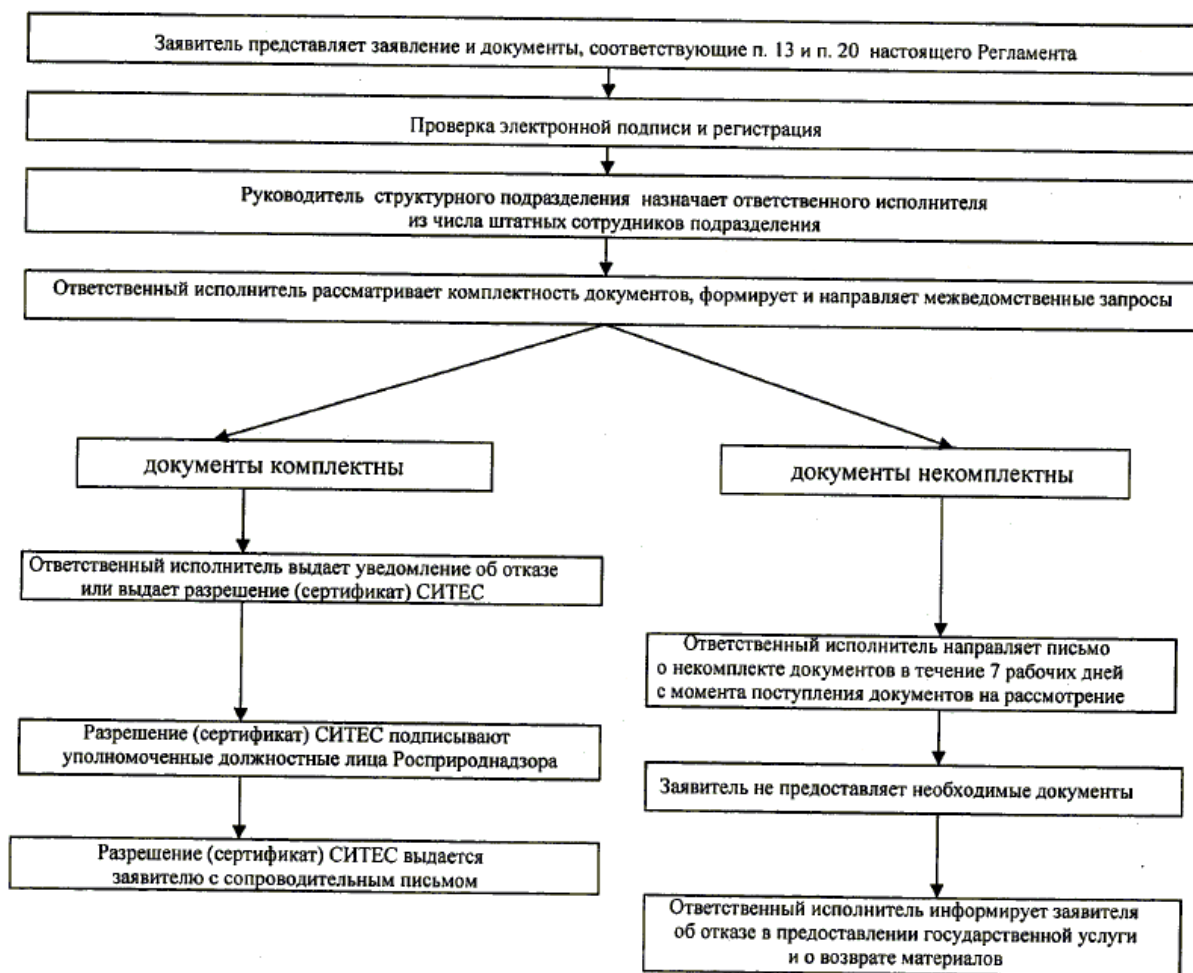 Заявитель представляет заявление и документы, соответствующие п. 13 и п. 20 настоящего Регламента
Проверка электронной подписи и регистрация
Руководитель структурного подразделения назначает ответственного исполнителя
из числа штатных сотрудников подразделения
Ответственный исполнитель рассматривает комплектность документов, формирует и направляет межведомственные запросы
документы комплектны
Ответственный исполнитель выдает уведомление об отказе
или выдает разрешение (сертификат) СИТЕС
Разрешение (сертификат) СИТЕС подписывают
уполномоченные должностные лица Росприроднадзора
Разрешение (сертификат) СИТЕС выдается
заявителю с сопроводительным письмом
документы некомплектны
Ответственный исполнитель направляет письмо
о некомплекте документов в течение 7 рабочих дней
с момента поступления документов на рассмотрение
Заявитель не предоставляет необходимые документы
Ответственный исполнитель информирует заявителя
об отказе в предоставлении государственной услуги
и о возврате материалов